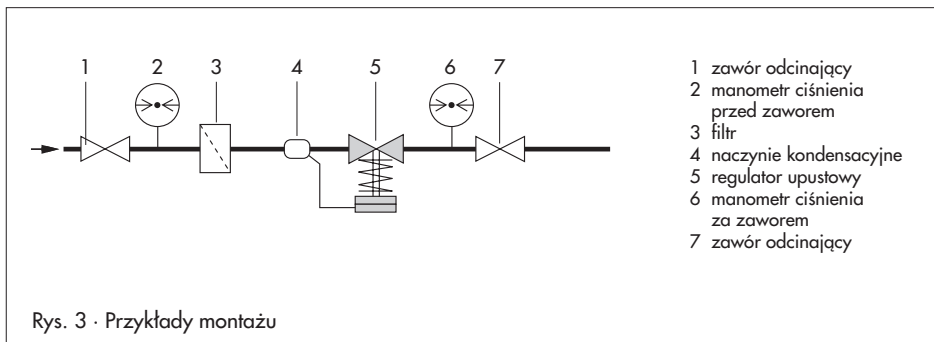 1 2 3 4 5 6 7
1 zawór odcinający
2 manometr ciśnienia
przed zaworem
3 filtr
4 naczynie kondensacyjne
5 regulator upustowy
6 manometr ciśnienia
za zaworem
7 zawór odcinający
Rys. 3 · Przykłady montażu